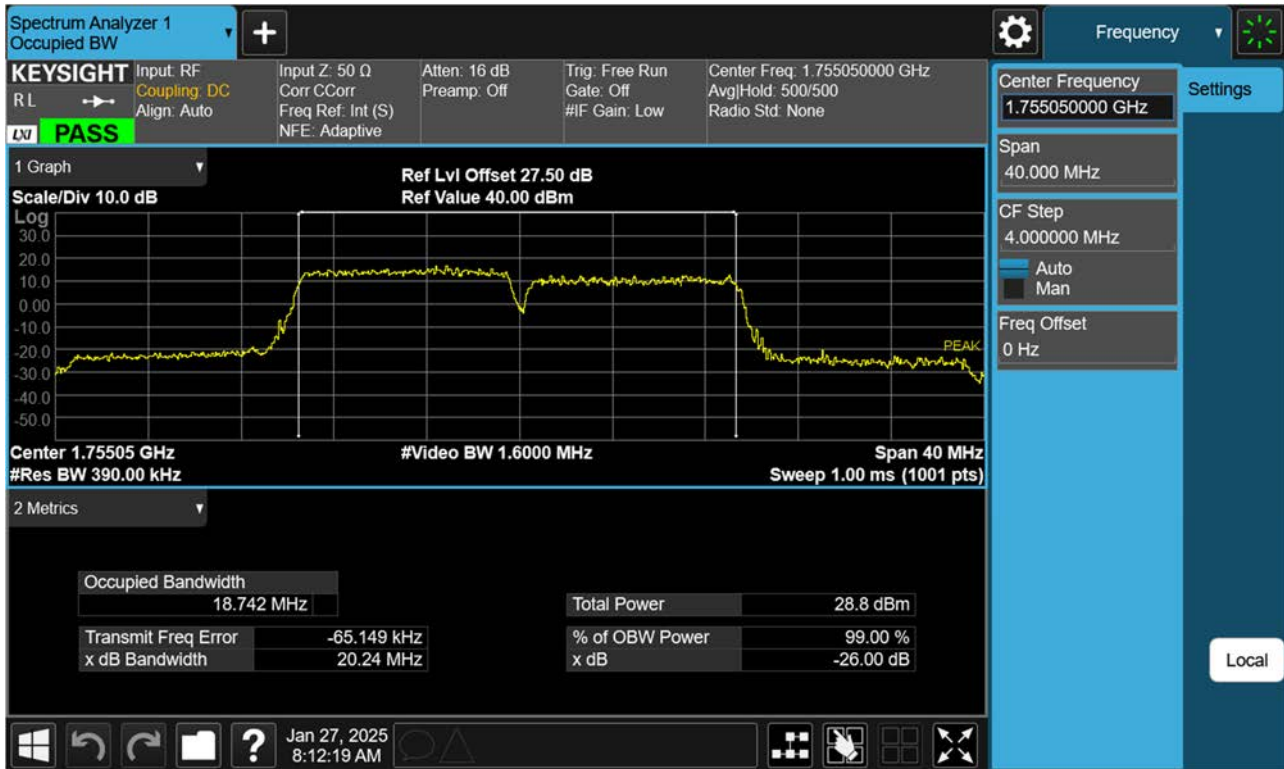 Spectrum Analyzer 1
Occupied BW
Frequency
KEYSIGHT
R L
LXI
PASS
Input: RF
Coupling: DC
Align: Auto
Input Z: 50 Ω
Corr CCorr
Freq Ref: Int (S)
NFE: Adaptive
Atten: 16 dB
Preamp: Off
Trig: Free Run
Gate: Off
#IF Gain: Low
Center Freq: 1.755050000 GHz
Avg|Hold: 500/500
Radio Std: None
Center Frequency
1.755050000 GHz
Settings
Span
40.000 MHz
CF Step
4.000000 MHz
Auto
Man
Freq Offset
0 Hz
Local
1 Graph
Scale/Div 10.0 dB
Ref Lvl Offset 27.50 dB
Ref Value 40.00 dBm
Log
30.0
20.0
10.0
0.00
-10.0
-20.0
-30.0
-40.0
-50.0
PEAK
Center 1.75505 GHz
#Video BW 1.6000 MHz
Span 40 MHz
#Res BW 390.00 kHz
Sweep 1.00 ms (1001 pts)
2 Metrics
Occupied Bandwidth
18.742 MHz
Total Power 28.8 dBm
Transmit Freq Error -65.149 kHz
% of OBW Power 99.00 %
x dB Bandwidth 20.24 MHz
x dB -26.00 dB
?
Jan 27, 2025
8:12:19 AM